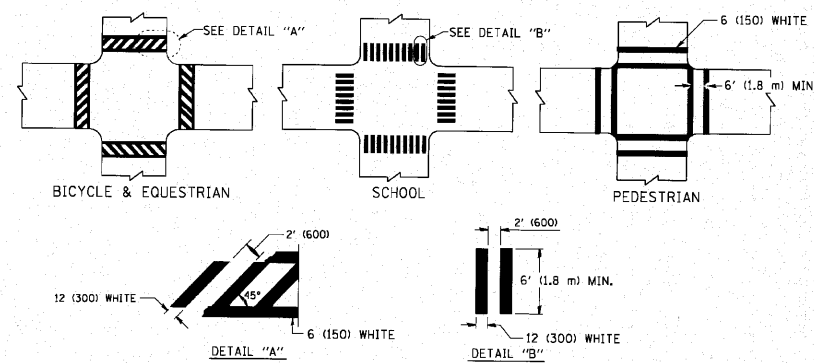 SEE DETAIL "A"
BICYCLE & EQUESTRIAN
SEE DETAIL "B"
SCHOOL
6 (150) WHITE
6' (1.8 m) MIN
PEDESTRIAN
2' (600)
12 (300) WHITE
45°
6 (150) WHITE
DETAIL "A"
2' (600)
6' (1.8 m) MIN.
12 (300) WHITE
DETAIL "B"